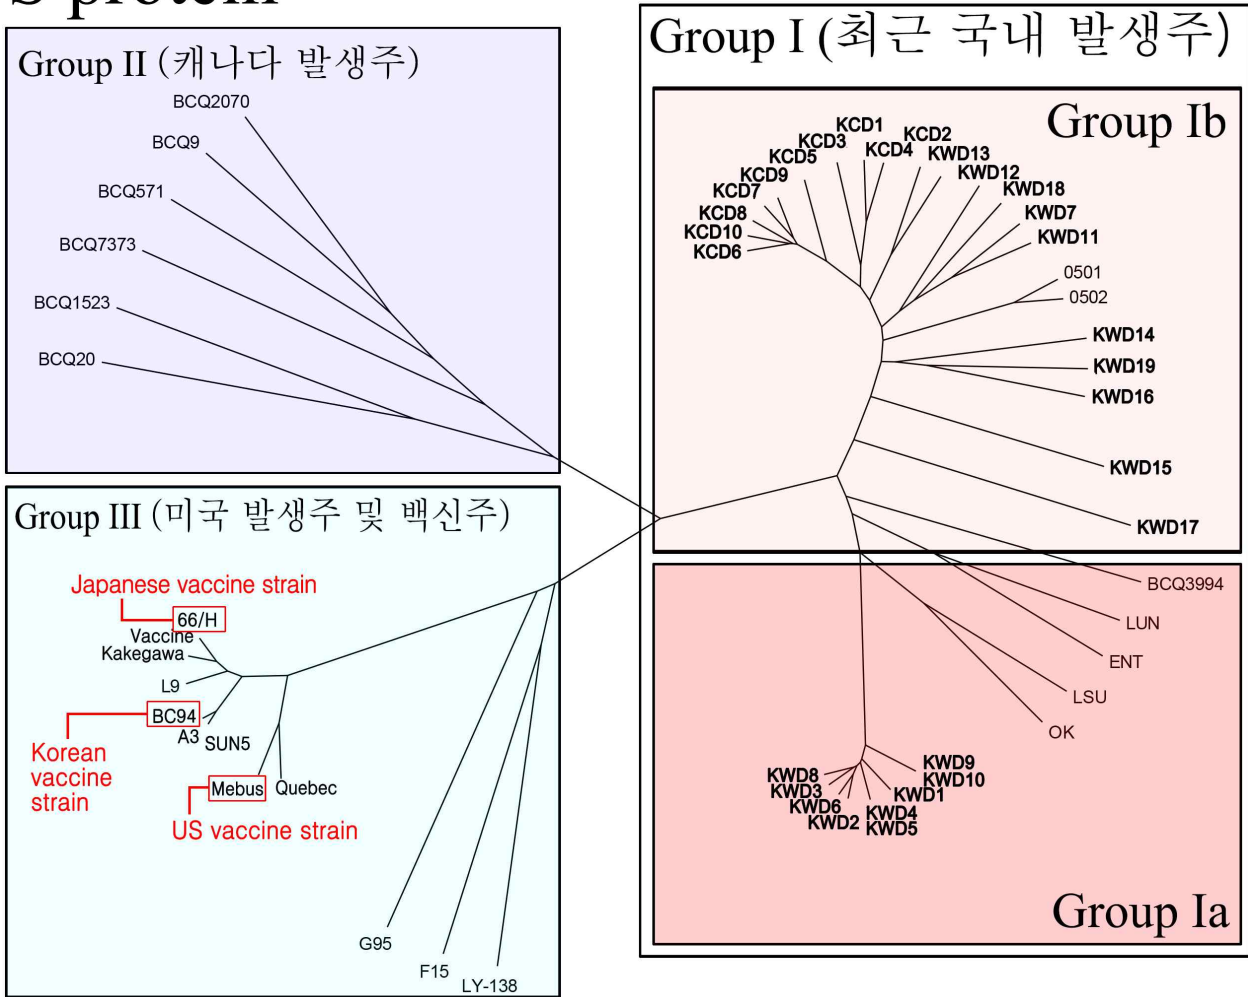 S protein
Group II (캐나다 발생주)
BCQ2070
BCQ9
BCQ571
BCQ7373
BCQ1523
BCQ20
Group III (미국 발생주 및 백신주)
Japanese vaccine strain
66/H
Vaccine
Kakegawa
L9
BC94
A3
SUN5
Korean
vaccine
strain
Mebus
Quebec
US vaccine strain
G95
F15
LY-138
Group I (최근 국내 발생주)
Group Ib
KCD1
KCD2
KCD3
KCD4
KCD5
KWD13
KCD9
KWD12
KCD7
KWD18
KCD8
KWD7
KCD10
KWD11
KCD6
0501
0502
KWD14
KWD19
KWD16
KWD15
KWD17
BCQ3994
LUN
ENT
LSU
OK
KWD9
KWD8
KWD10
KWD3
KWD1
KWD6
KWD4
KWD2
KWD5
Group Ia